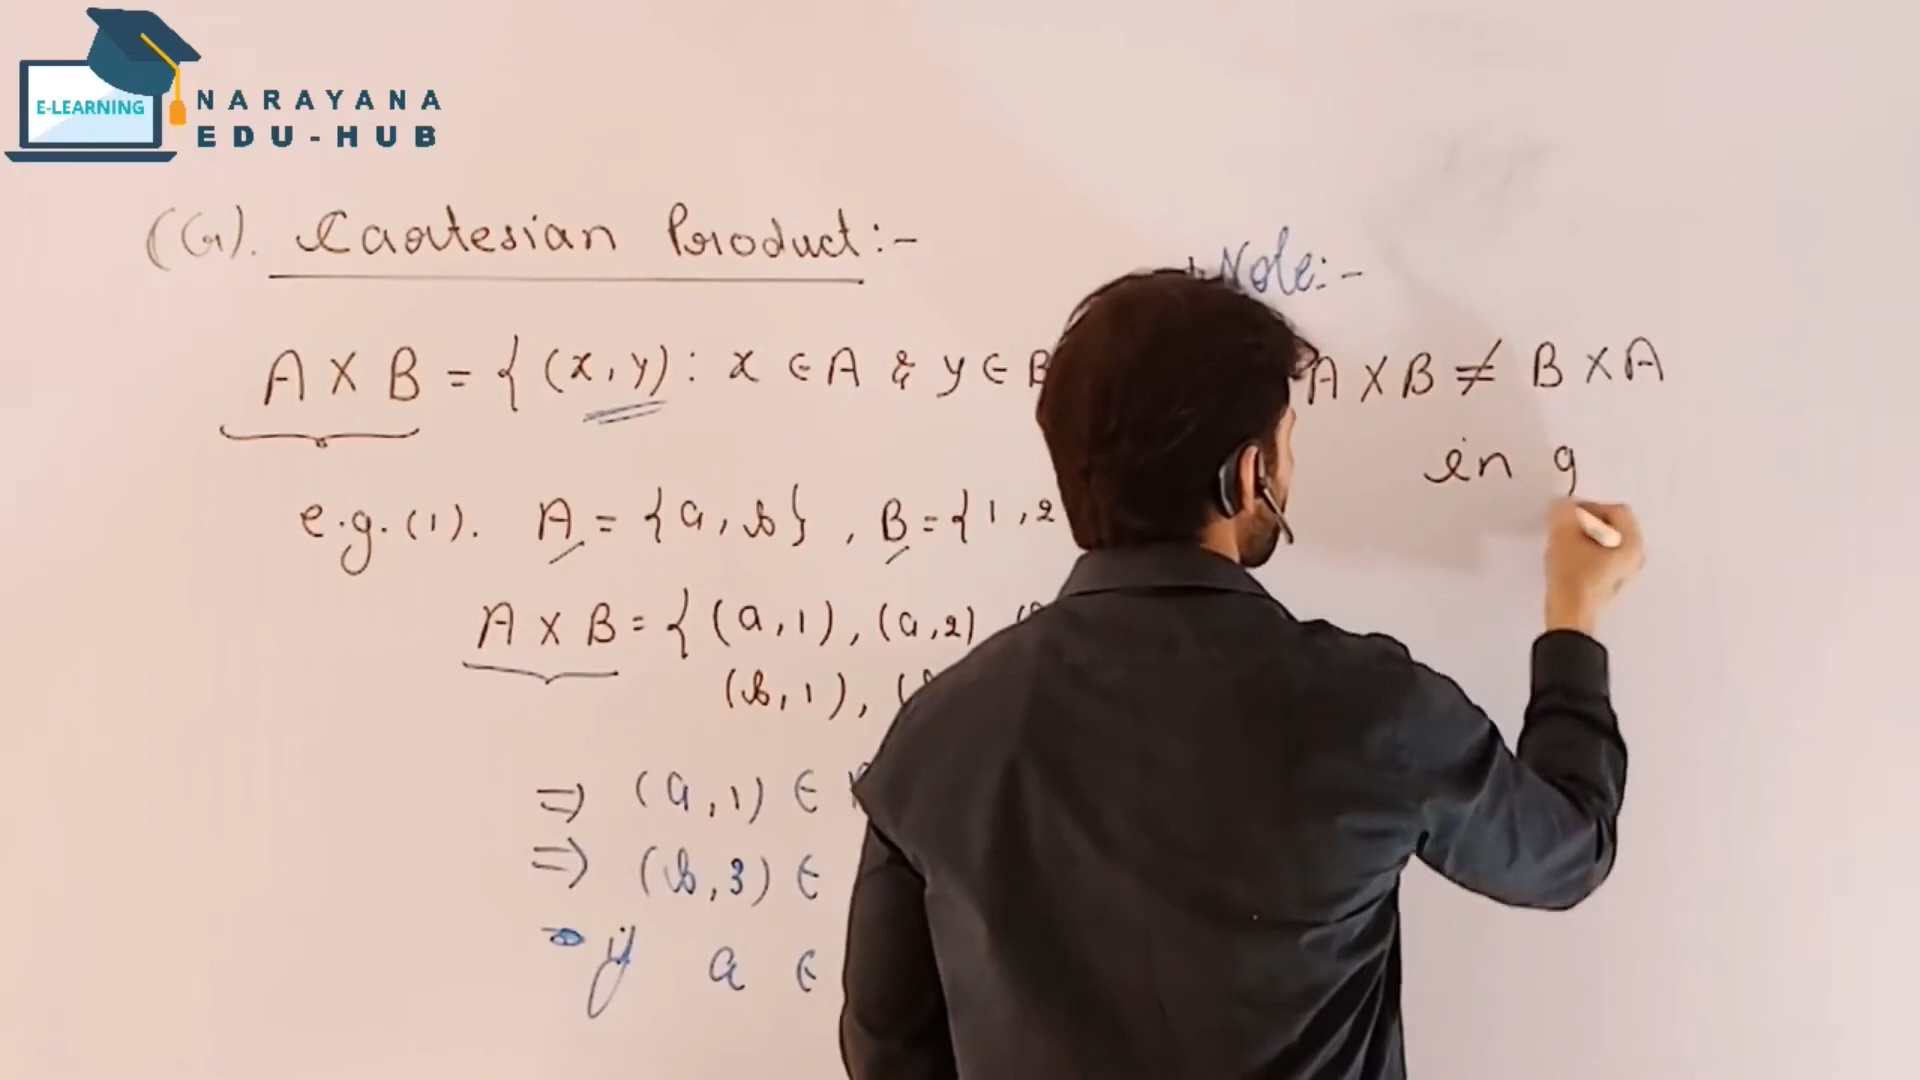 E-LEARNING
NARAYANA
EDU-HUB
(G). Cartesian Product:-
A X B = { (x, y) : x ∈ A & y ∈ B
e.g. (1). A = {a, b} , B = {1, 2
A X B = { (a, 1), (a, 2)
(b, 1), (
⇒ (a, 1) ∈
⇒ (b, 3) ∈
if a ∈
Note:-
A X B ≠ B X A
in g